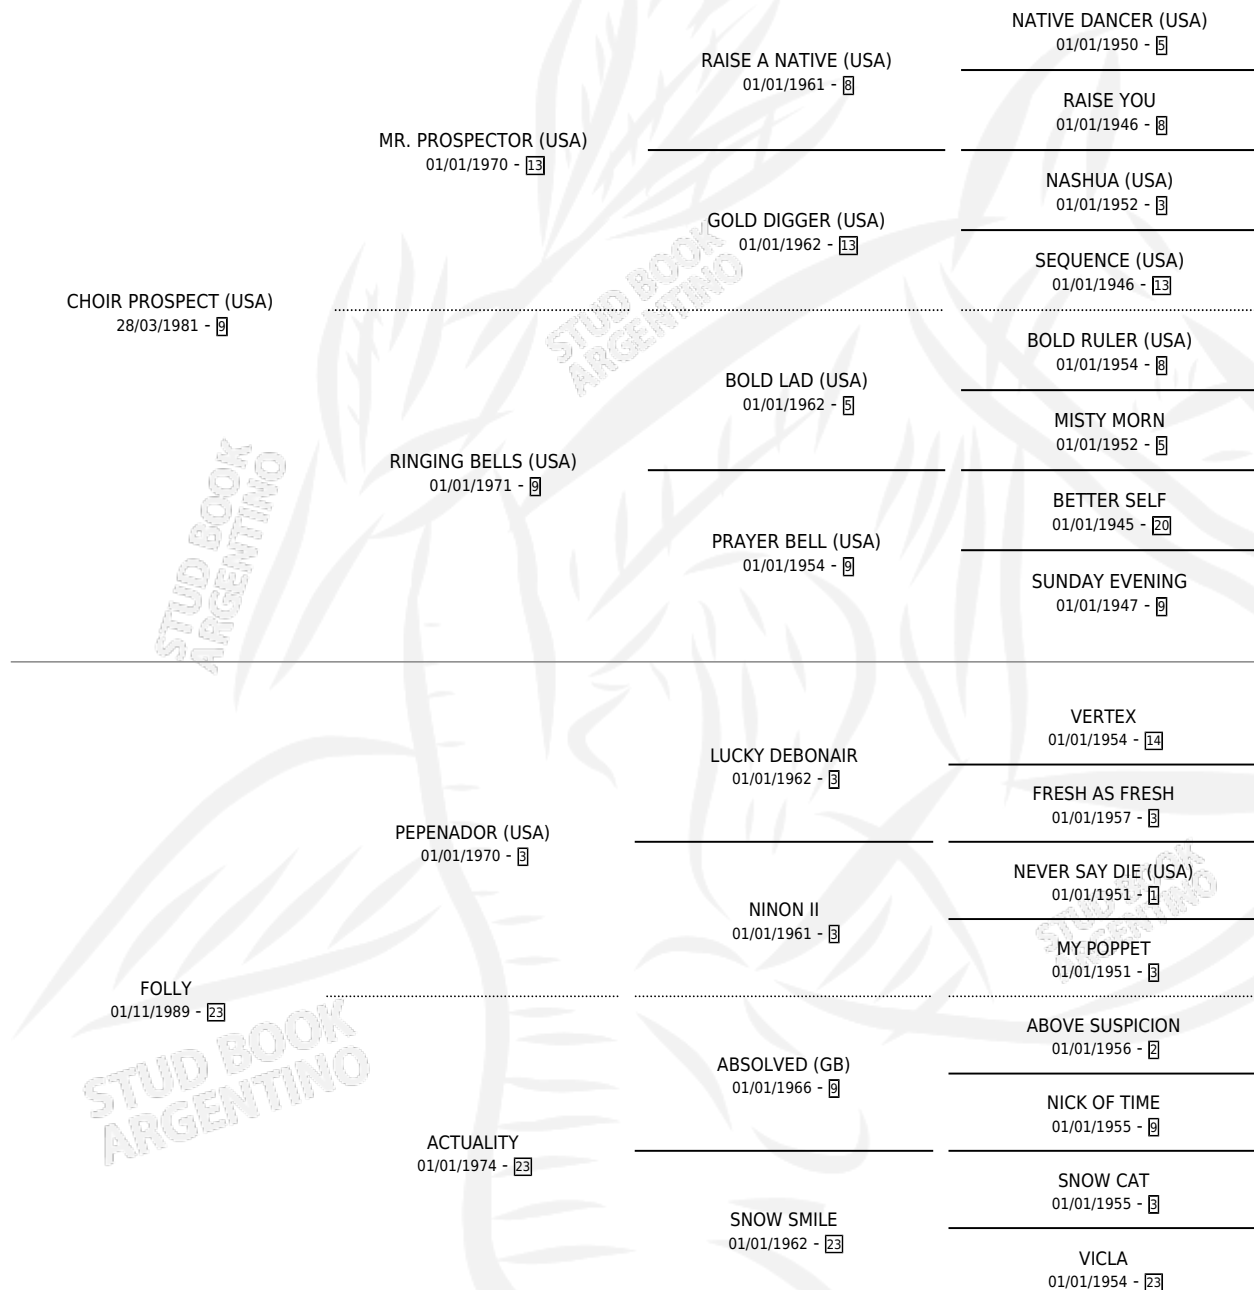 NATIVE DANCER (USA)
01/01/1950 - 5
RAISE A NATIVE (USA)
01/01/1961 - 8
RAISE YOU
01/01/1946 - 8
MR. PROSPECTOR (USA)
01/01/1970 - 13
NASHUA (USA)
01/01/1952 - 3
GOLD DIGGER (USA)
01/01/1962 - 13
SEQUENCE (USA)
01/01/1946 - 13
CHOIR PROSPECT (USA)
28/03/1981 - 9
STUD BOOK
ARGENTINO
BOLD RULER (USA)
01/01/1954 - 8
BOLD LAD (USA)
01/01/1962 - 5
MISTY MORN
01/01/1952 - 5
RINGING BELLS (USA)
01/01/1971 - 9
BETTER SELF
01/01/1945 - 20
PRAYER BELL (USA)
01/01/1954 - 9
SUNDAY EVENING
01/01/1947 - 9
STUD BOOK
ARGENTINO
VERTEX
01/01/1954 - 14
LUCKY DEBONAIR
01/01/1962 - 3
FRESH AS FRESH
01/01/1957 - 3
PEPENADOR (USA)
01/01/1970 - 3
NEVER SAY DIE (USA)
01/01/1951 - 1
NINON II
01/01/1961 - 3
MY POPPET
01/01/1951 - 3
STUD BOOK
ARGENTINO
FOLLY
01/11/1989 - 23
ABOVE SUSPICION
01/01/1956 - 2
ABSOLVED (GB)
01/01/1966 - 9
NICK OF TIME
01/01/1955 - 9
STUD BOOK
ARGENTINO
ACTUALITY
01/01/1974 - 23
SNOW CAT
01/01/1955 - 3
SNOW SMILE
01/01/1962 - 23
VICLA
01/01/1954 - 23